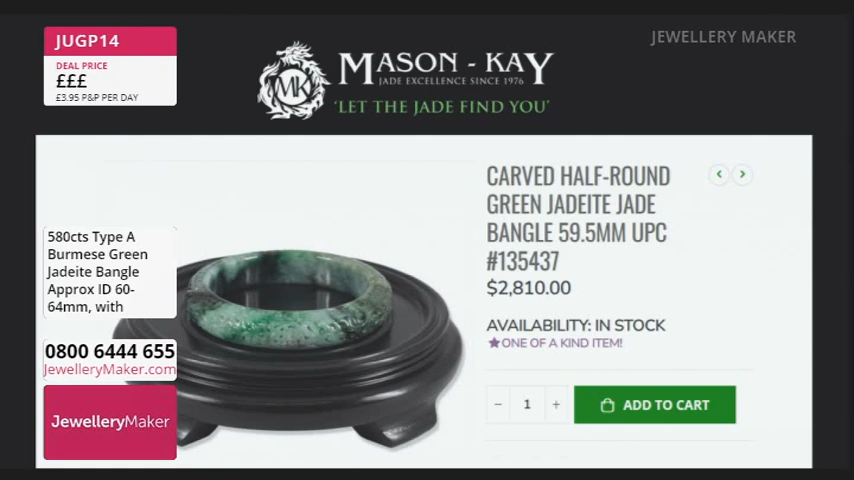 JUGP14
DEAL PRICE
£££
£3.95 P&P PER DAY
JEWELLERY MAKER
MK
MASON - KAY
JADE EXCELLENCE SINCE 1976
'LET THE JADE FIND YOU'
CARVED HALF-ROUND
GREEN JADEITE JADE
BANGLE 59.5MM UPC
#135437
$2,810.00
AVAILABILITY: IN STOCK
★ONE OF A KIND ITEM!
- 1 +
ADD TO CART
580cts Type A
Burmese Green
Jadeite Bangle
Approx ID 60-
64mm, with
0800 6444 655
JewelleryMaker.com
JewelleryMaker